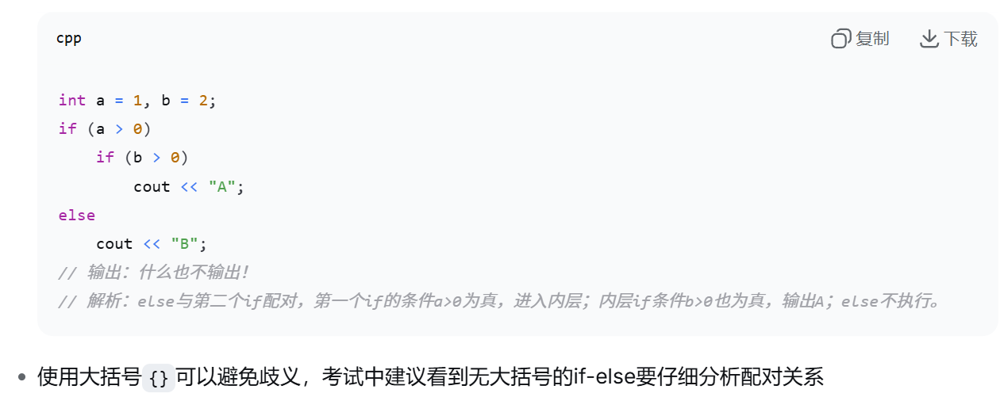 cpp
复制
下载
int a = 1, b = 2;
if (a > 0)
    if (b > 0)
        cout << "A";
else
    cout << "B";
// 输出：什么也不输出！
// 解析：else与第二个if配对，第一个if的条件a>0为真，进入内层；内层if条件b>0也为真，输出A；else不执行。
• 使用大括号{}可以避免歧义，考试中建议看到无大括号的if-else要仔细分析配对关系